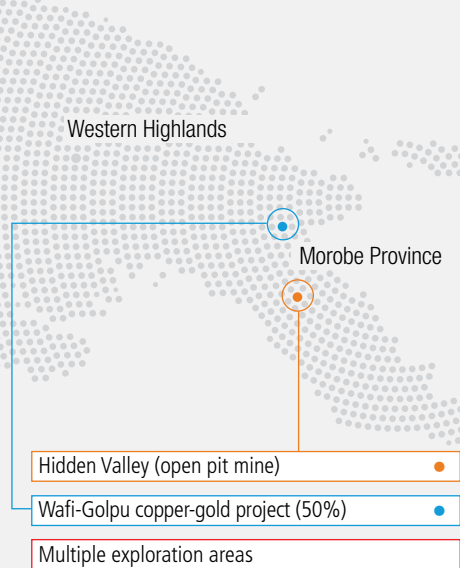 Western Highlands
Morobe Province
Hidden Valley (open pit mine)
Wafi-Golpu copper-gold project (50%)
Multiple exploration areas